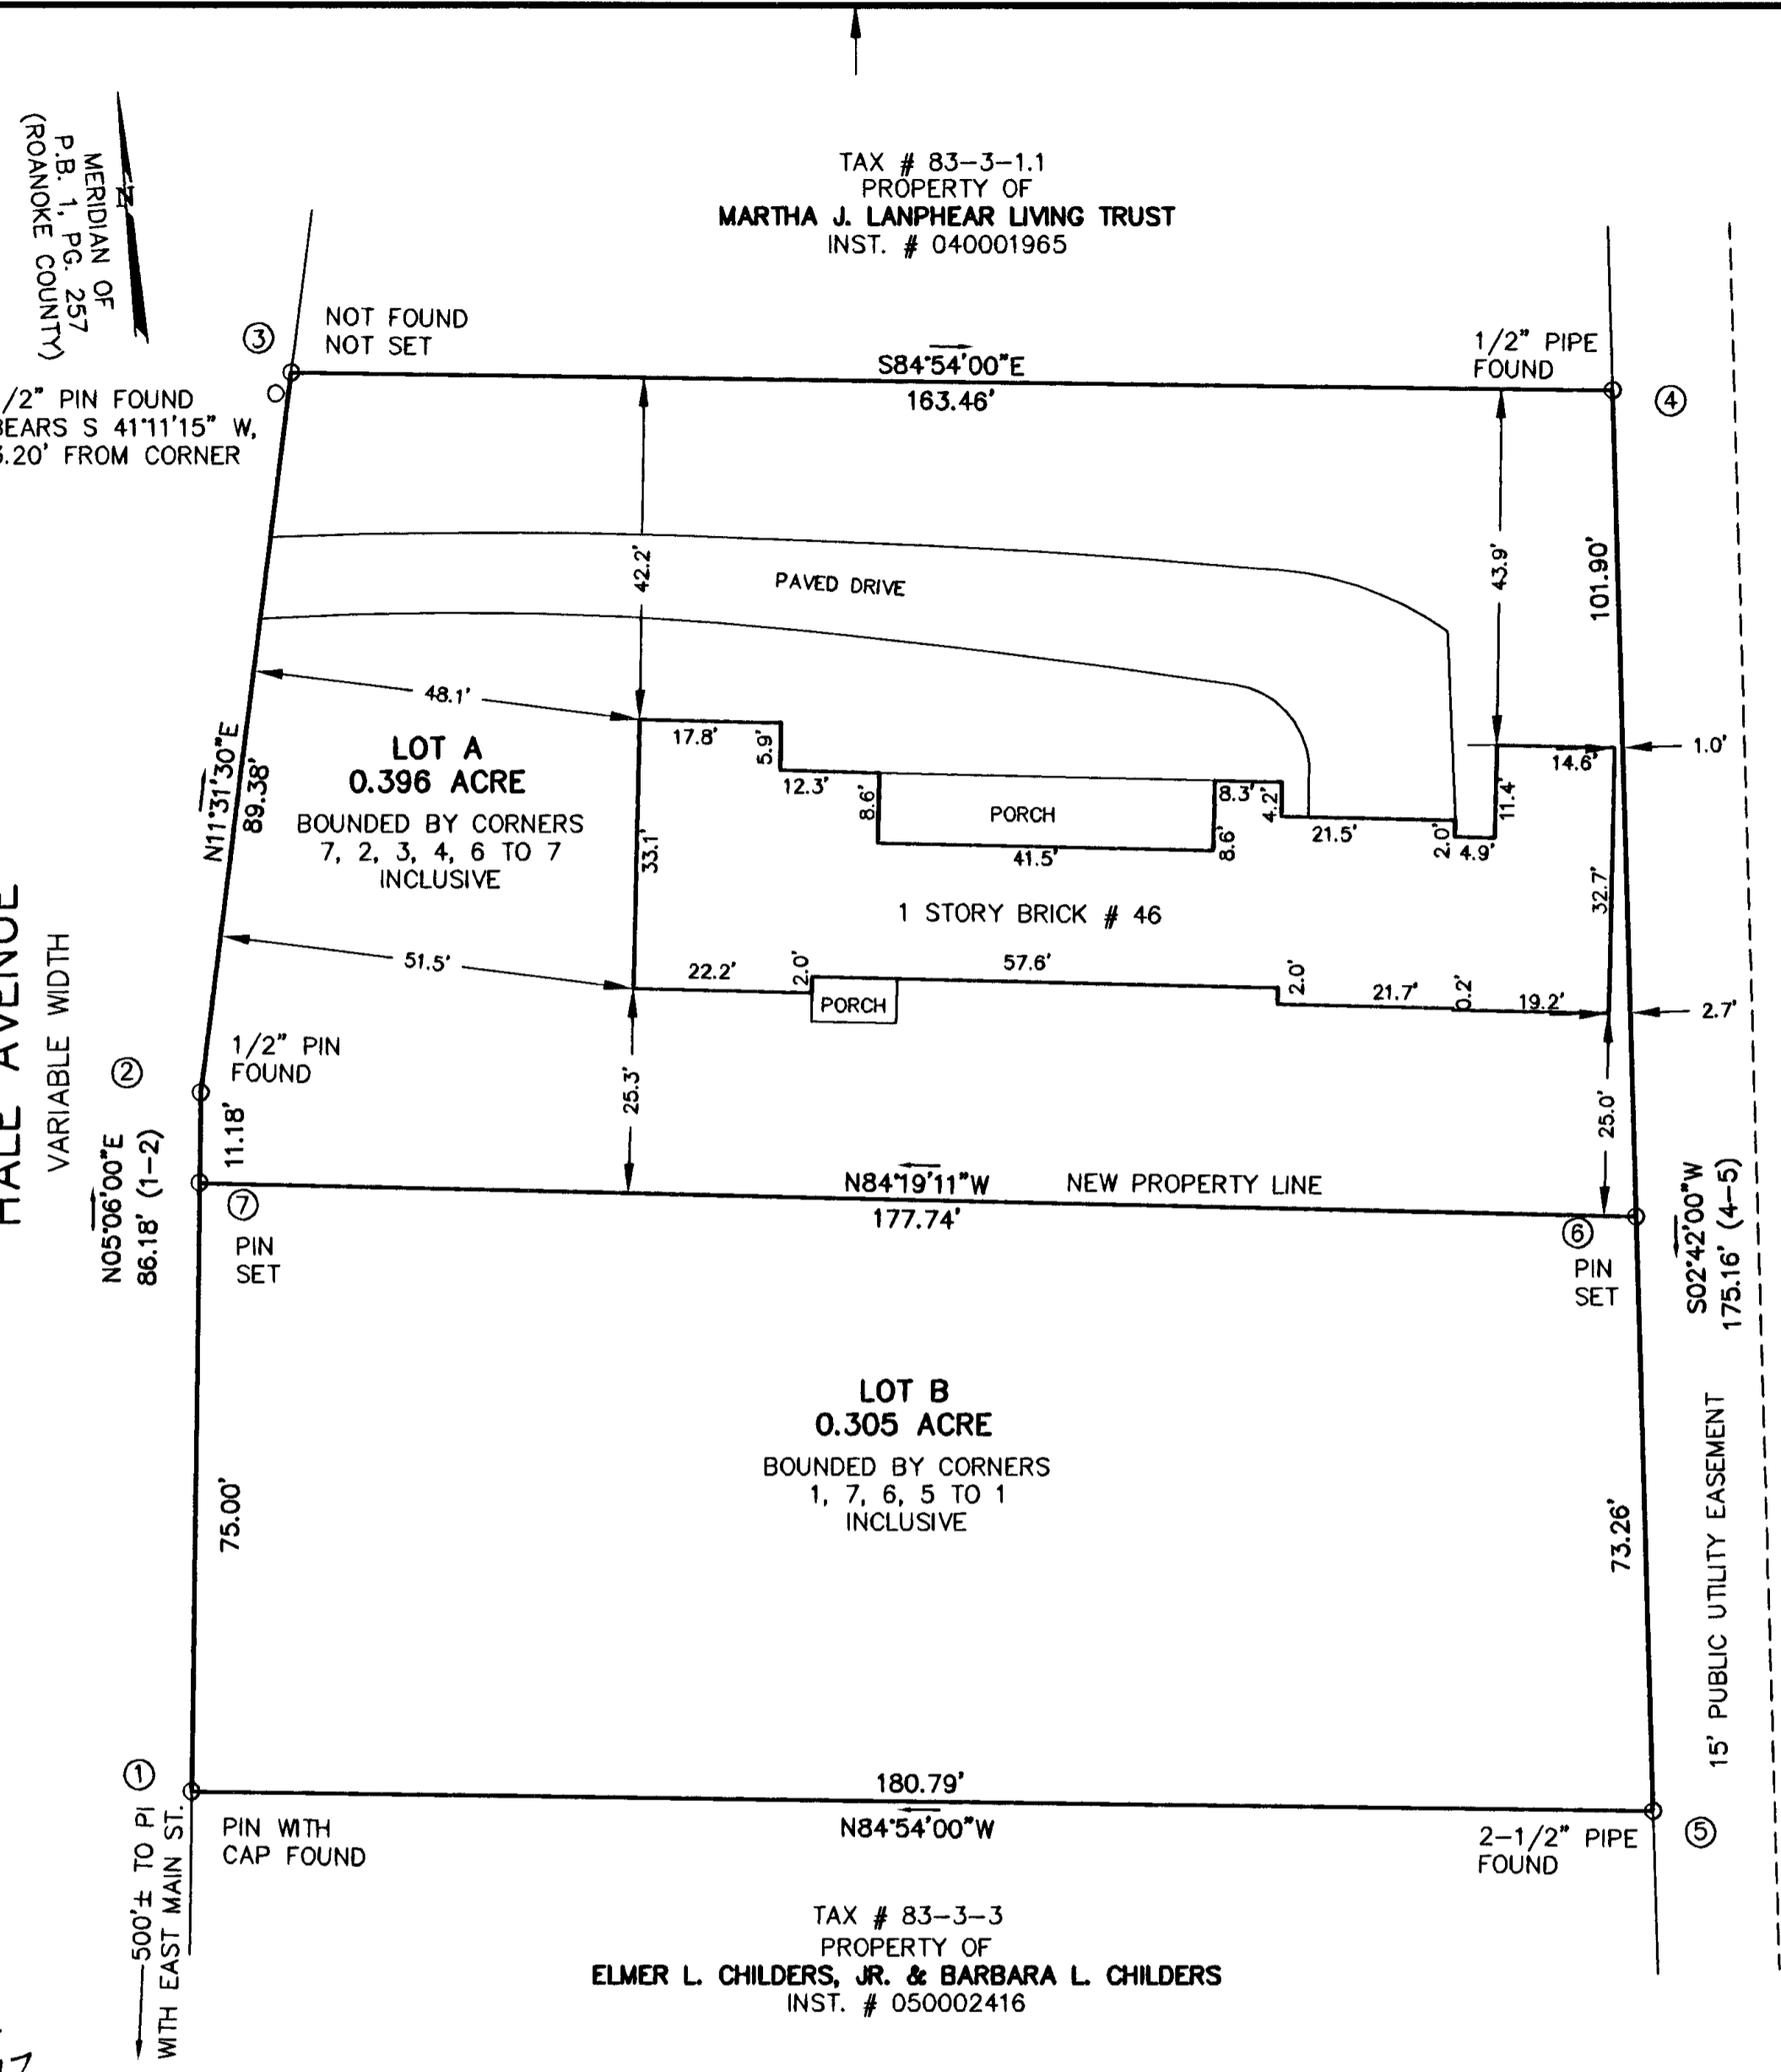 MERIDIAN OF
P.B. 1, PG. 257
(ROANOKE COUNTY)
N
TAX # 83-3-1.1
PROPERTY OF
MARTHA J. LANPHEAR LIVING TRUST
INST. # 040001965
3
NOT FOUND
NOT SET
S84°54'00"E
163.46'
1/2" PIPE
FOUND
4
/2" PIN FOUND
BEARS S 41°11'15" W,
.20' FROM CORNER
42.2'
PAVED DRIVE
43.9'
101.90'
48.1'
N11°31'30"E
89.38'
LOT A
0.396 ACRE
BOUNDED BY CORNERS
7, 2, 3, 4, 6 TO 7
INCLUSIVE
17.8'
5.9'
12.3'
8.6'
PORCH
41.5'
8.6'
8.3'
4.2'
21.5'
2.0'
4.9'
11.4'
14.6'
1.0'
33.1'
32.7'
1 STORY BRICK # 46
51.5'
22.2'
2.0'
PORCH
57.6'
2.0'
21.7'
0.2'
19.2'
2.7'
HALE AVENUE
VARIABLE WIDTH
2
1/2" PIN
FOUND
11.18'
N05°06'00"E
86.18' (1-2)
25.3'
25.0'
N84°19'11"W
NEW PROPERTY LINE
177.74'
7
PIN
SET
6
PIN
SET
S02°42'00"W
175.16' (4-5)
LOT B
0.305 ACRE
BOUNDED BY CORNERS
1, 7, 6, 5 TO 1
INCLUSIVE
75.00'
73.26'
15' PUBLIC UTILITY EASEMENT
1
PIN WITH
CAP FOUND
180.79'
N84°54'00"W
2-1/2" PIPE
FOUND
5
500'± TO PI
WITH EAST MAIN ST.
TAX # 83-3-3
PROPERTY OF
ELMER L. CHILDERS, JR. & BARBARA L. CHILDERS
INST. # 050002416